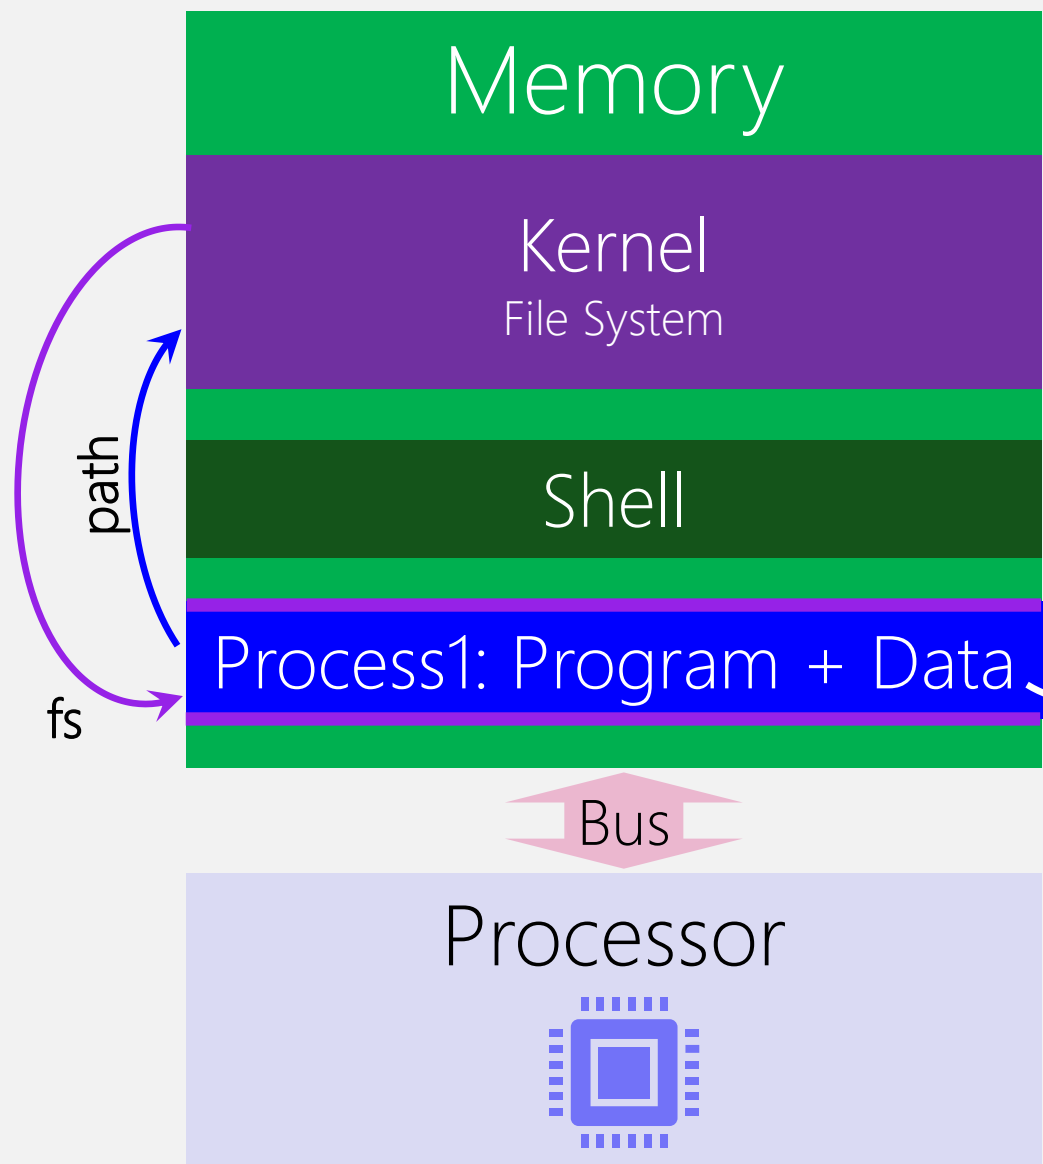 Memory
Kernel
File System
path
Shell
Process1: Program + Data
fs
Bus
Processor